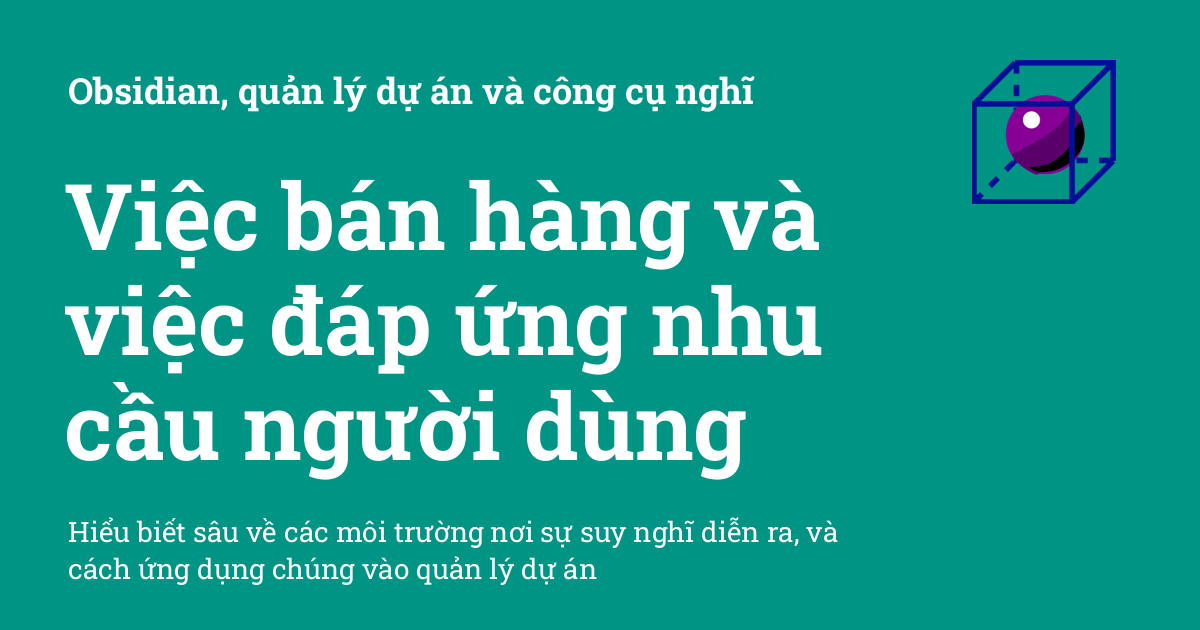 Obsidian, quản lý dự án và công cụ nghĩ
Việc bán hàng và
việc đáp ứng nhu
cầu người dùng
Hiểu biết sâu về các môi trường nơi sự suy nghĩ diễn ra, và
cách ứng dụng chúng vào quản lý dự án